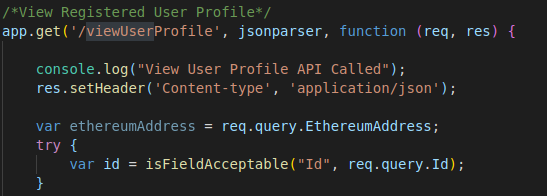 /*View Registered User Profile*/
app.get('/viewUserProfile', jsonparser, function (req, res) {
console.log("View User Profile API Called");
res.setHeader('Content-type', 'application/json');
var ethereumAddress = req.query.EthereumAddress;
try {
var id = isFieldAcceptable("Id", req.query.Id);
}